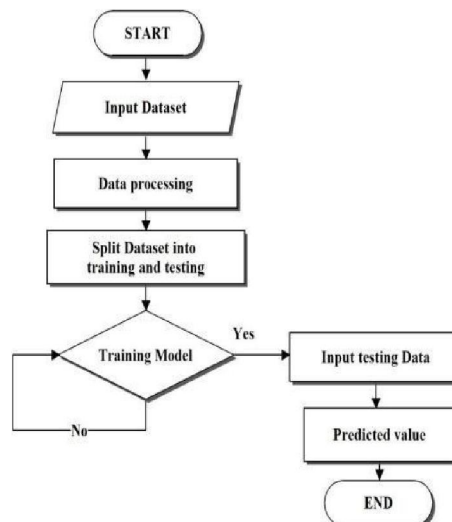 START
Input Dataset
Data processing
Split Dataset into
training and testing
Training Model
Yes
No
Input testing Data
Predicted value
END